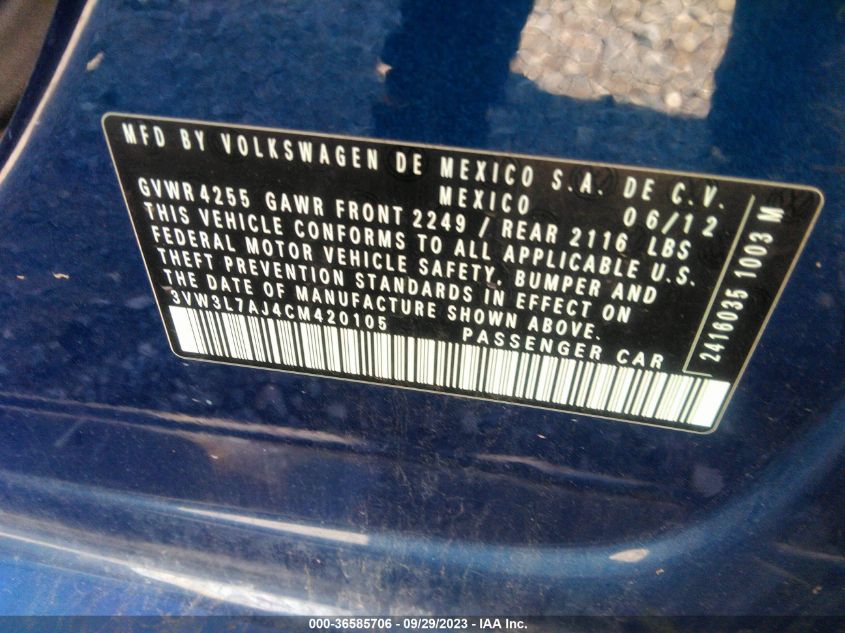 MFD BY VOLKSWAGEN DE MEXICO S.A. DE C.V.
MEXICO 06/12
GVWR 4255 GAWR FRONT 2249 / REAR 2116 LBS
THIS VEHICLE CONFORMS TO ALL APPLICABLE U.S.
FEDERAL MOTOR VEHICLE SAFETY, BUMPER AND
THEFT PREVENTION STANDARDS IN EFFECT ON
THE DATE OF MANUFACTURE SHOWN ABOVE.
3VW3L7AJ4CM420105 PASSENGER CAR
2416035 1003 M
000-36585706 - 09/29/2023 - IAA Inc.